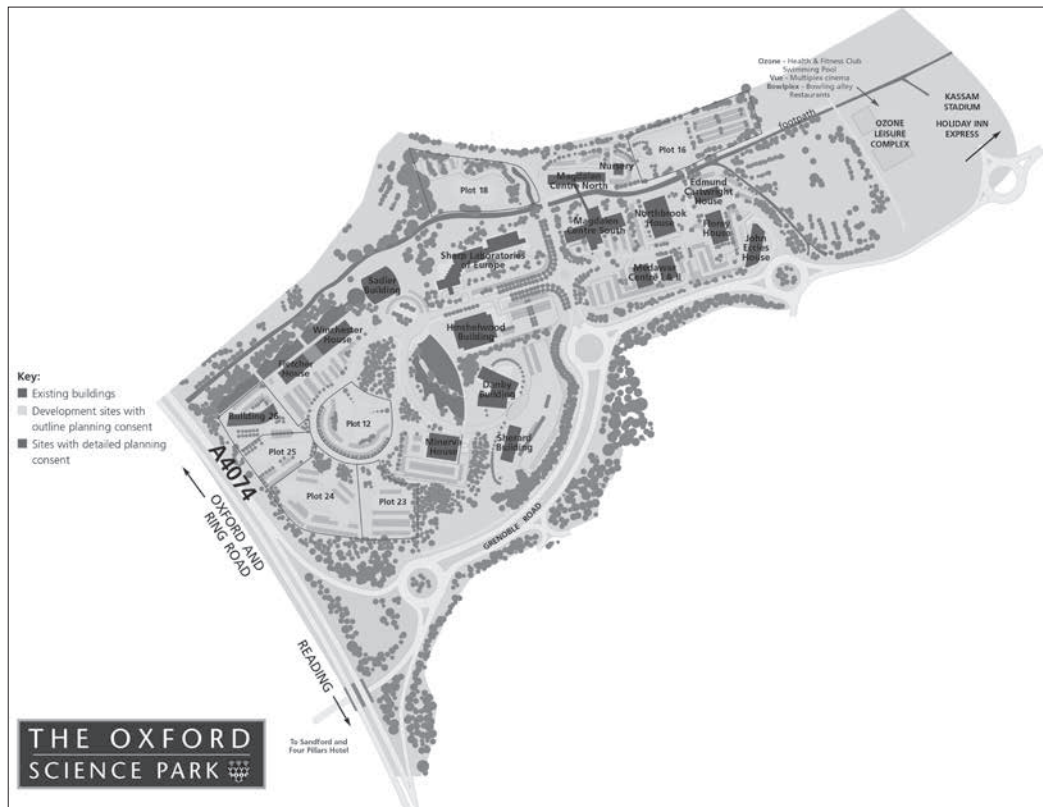 Ozone - Health & Fitness Club
Swimming Pool
Vue - Multiplex cinema
Bowlplex - Bowling alley
Restaurants
KASSAM
STADIUM
HOLIDAY INN
EXPRESS
OZONE
LEISURE
COMPLEX
footpath
Plot 16
Nursery
Magdalen
Centre North
Plot 18
Edmund
Cartwright
House
Northbrook
House
Florey
House
Magdalen
Centre South
John
Eccles
House
Medawar
Centre I & II
Sharp Laboratories
of Europe
Sadler
Building
Winchester
House
Hinshelwood
Building
Fletcher
House
Danby
Building
Key:
Existing buildings
Development sites with
outline planning consent
Sites with detailed planning
consent
Building 26
Plot 12
Minerva
House
Sherard
Building
Plot 25
Plot 24
Plot 23
A4074
OXFORD AND
RING ROAD
GRENOBLE ROAD
READING
To Sandford and
Four Pillars Hotel
THE OXFORD
SCIENCE PARK